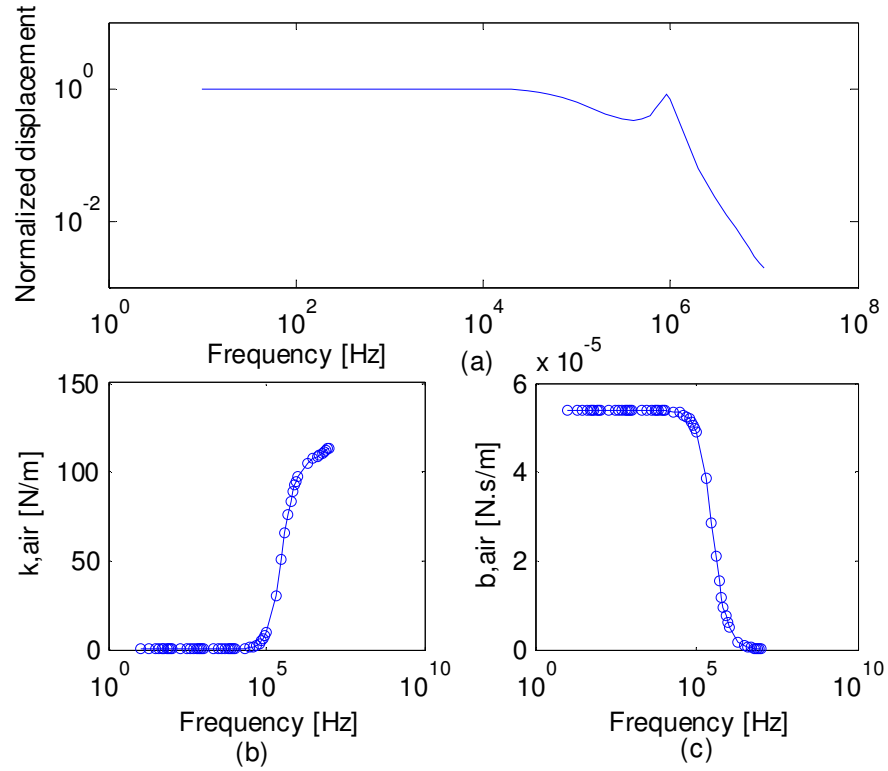 Normalized displacement
10^0
10^-2
10^0 10^2 10^4 10^6 10^8
Frequency [Hz]
(a)
k,air [N/m]
150
100
50
0
10^0 10^5 10^10
Frequency [Hz]
(b)
x 10^-5
b,air [N.s/m]
6
4
2
0
10^0 10^5 10^10
Frequency [Hz]
(c)